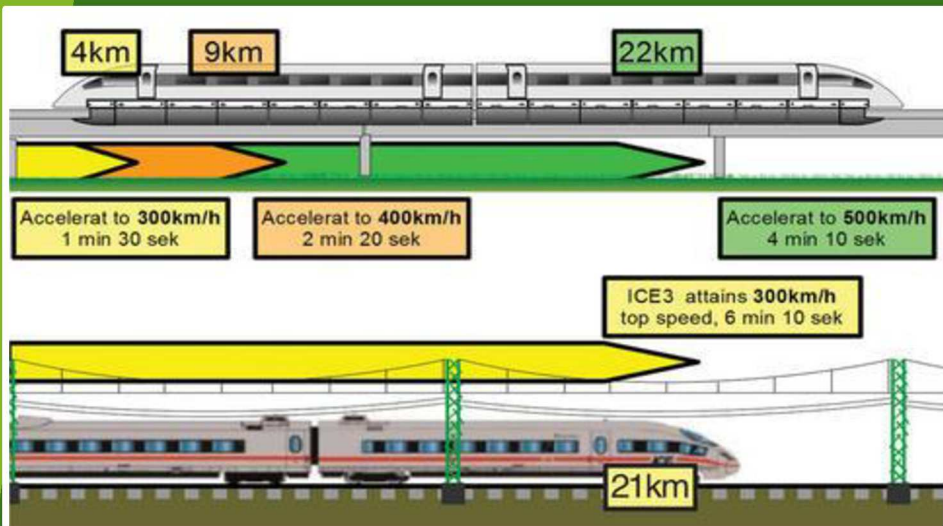 4km
9km
22km
Accelerat to 300km/h
1 min 30 sek
Accelerat to 400km/h
2 min 20 sek
Accelerat to 500km/h
4 min 10 sek
ICE3 attains 300km/h
top speed, 6 min 10 sek
21km